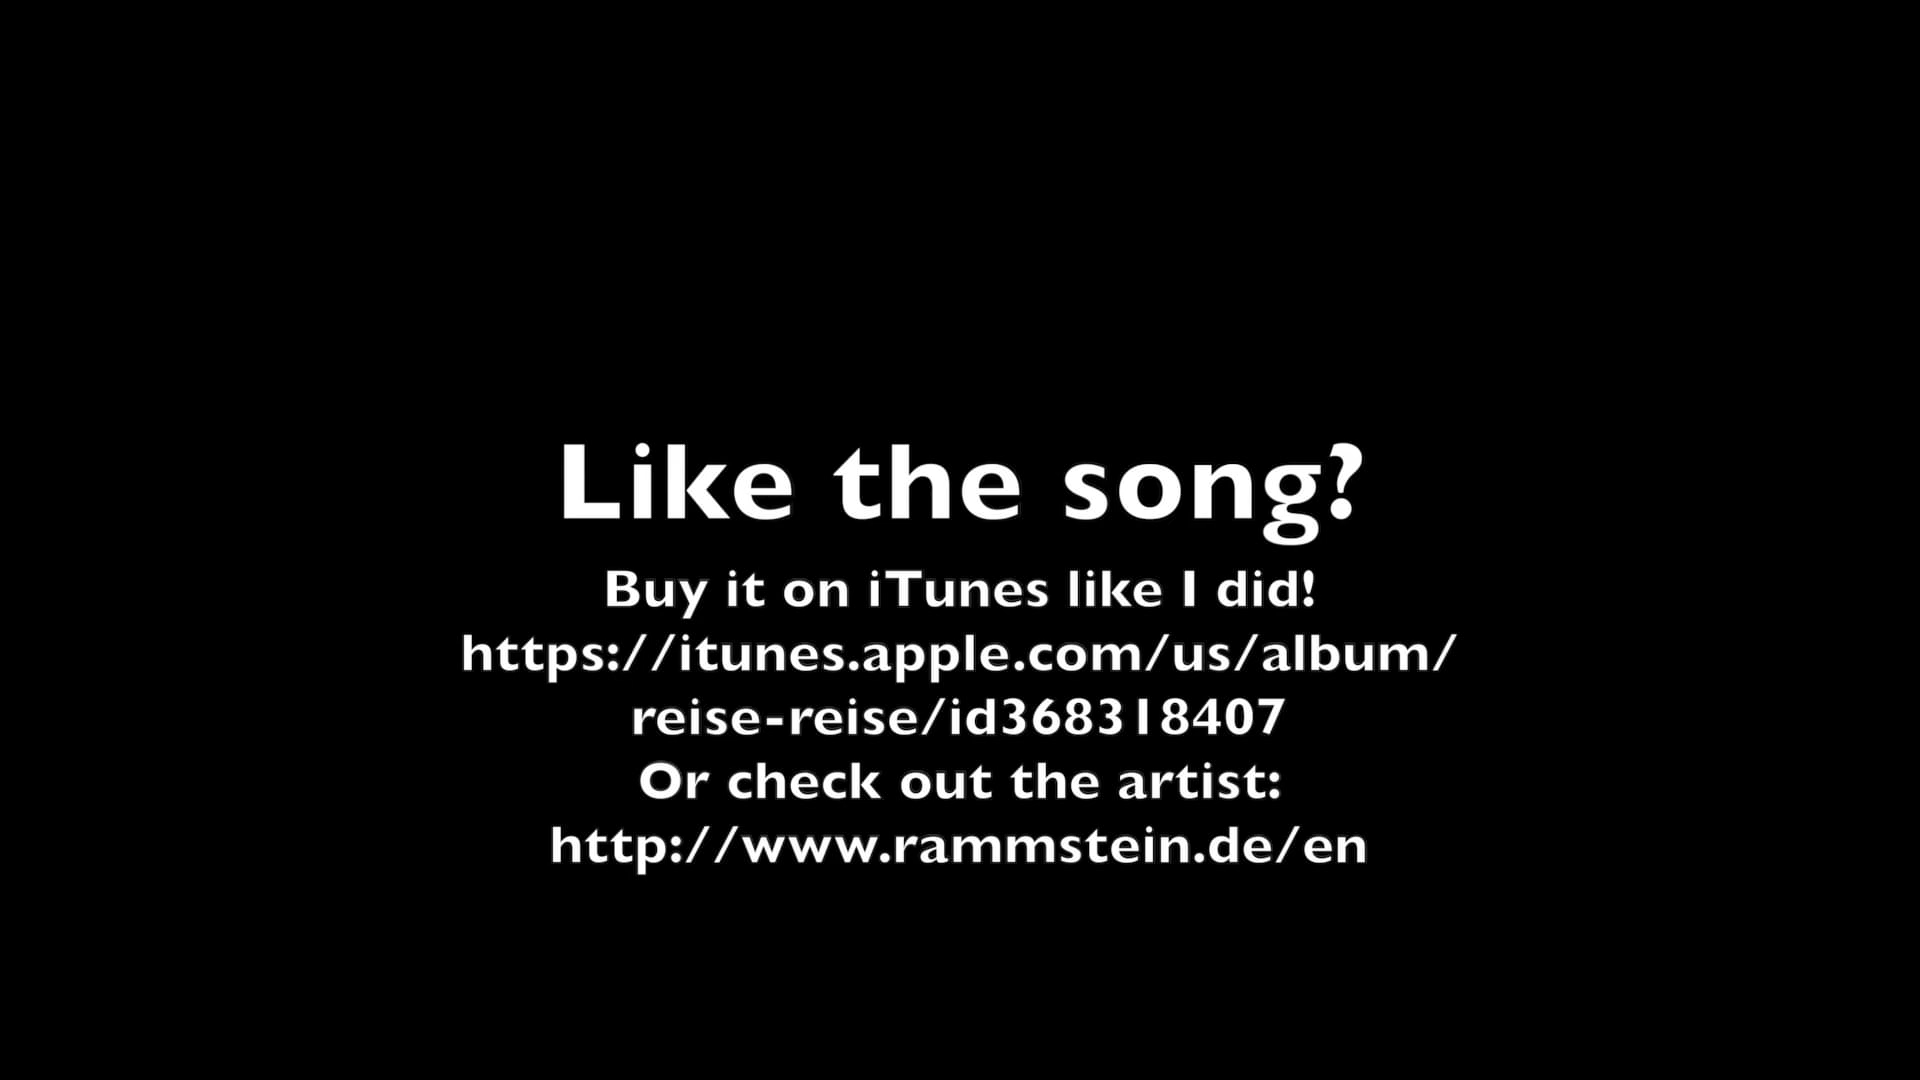 Like the song?
Buy it on iTunes like I did!
https://itunes.apple.com/us/album/
reise-reise/id368318407
Or check out the artist:
http://www.rammstein.de/en